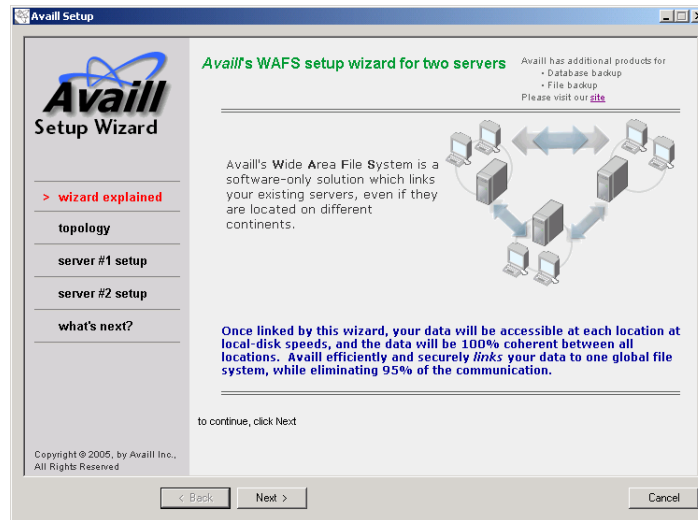 Availl Setup
Availl
Setup Wizard
> wizard explained
topology
server #1 setup
server #2 setup
what's next?
Copyright © 2005, by Availl Inc.,
All Rights Reserved
Availl's WAFS setup wizard for two servers
Availl has additional products for
• Database backup
• File backup
Please visit our site
Availl's Wide Area File System is a
software-only solution which links
your existing servers, even if they
are located on different
continents.
Once linked by this wizard, your data will be accessible at each location at
local-disk speeds, and the data will be 100% coherent between all
locations. Availl efficiently and securely links your data to one global file
system, while eliminating 95% of the communication.
to continue, click Next
< Back
Next >
Cancel